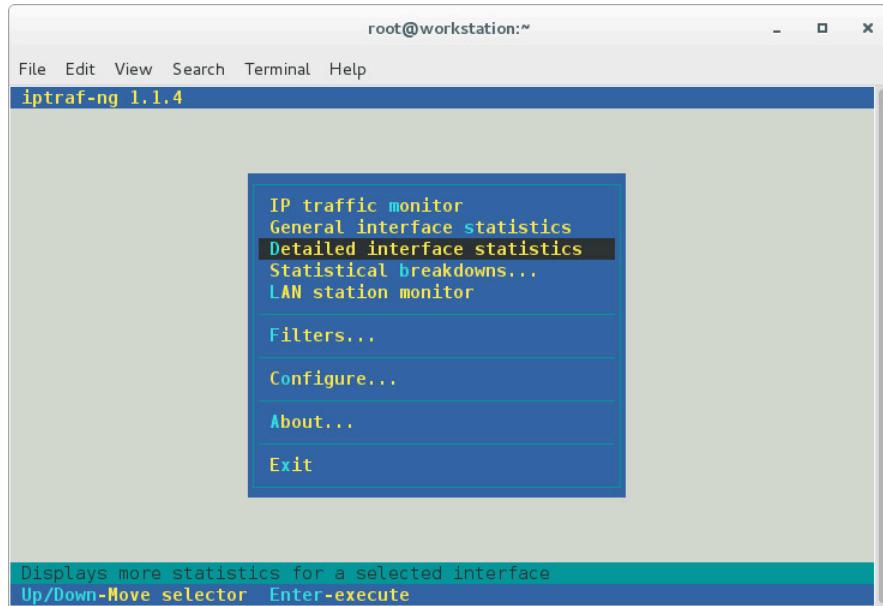 root@workstation:~
File Edit View Search Terminal Help
iptraf-ng 1.1.4
IP traffic monitor
General interface statistics
Detailed interface statistics
Statistical breakdowns...
LAN station monitor
Filters...
Configure...
About...
Exit
Displays more statistics for a selected interface
Up/Down-Move selector Enter-execute